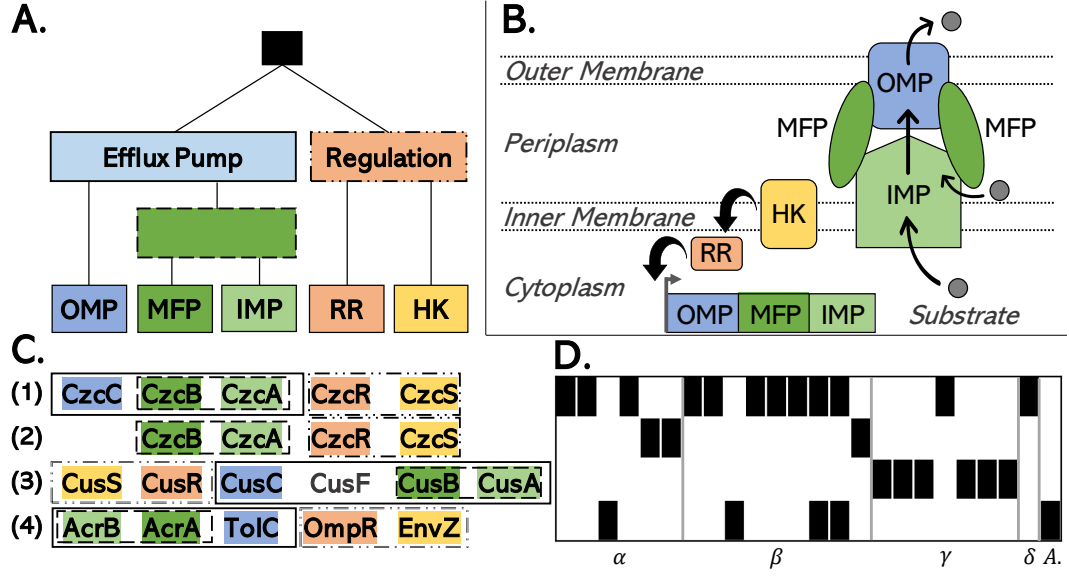 A.
Efflux Pump
Regulation
OMP MFP IMP RR HK
B.
Outer Membrane
OMP
MFP
MFP
Periplasm
IMP
HK
Inner Membrane
RR
Cytoplasm
OMP MFP IMP
Substrate
C.
(1) CzcC CzcB CzcA CzcR CzcS
(2) CzcB CzcA CzcR CzcS
(3) CusS CusR CusC CusF CusB CusA
(4) AcrB AcrA TolC OmpR EnvZ
D.
α β γ δ A.